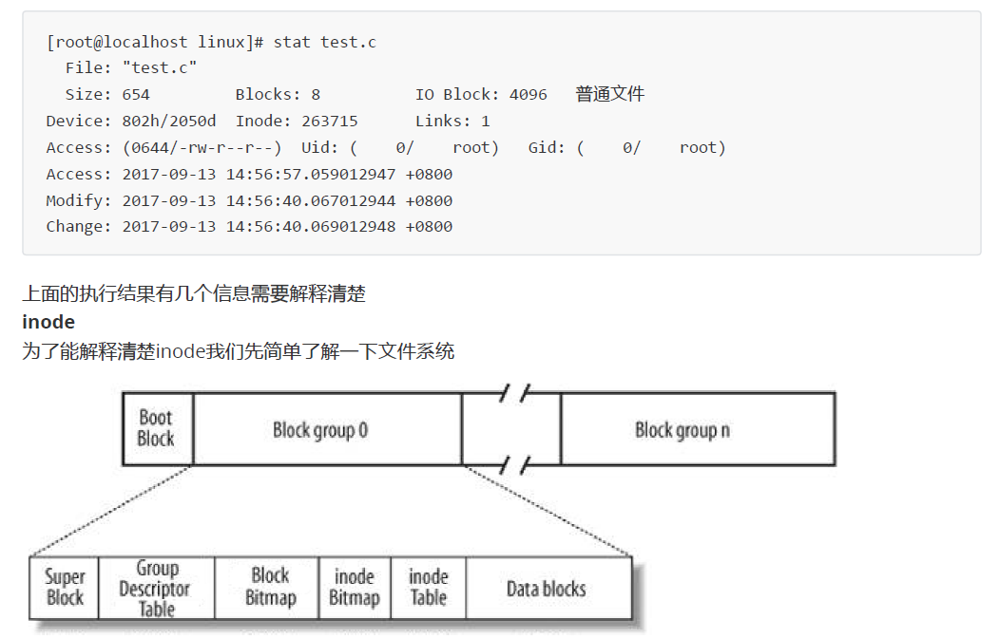 [root@localhost linux]# stat test.c
File: "test.c"
Size: 654 Blocks: 8 IO Block: 4096 普通文件
Device: 802h/2050d Inode: 263715 Links: 1
Access: (0644/-rw-r--r--) Uid: ( 0/ root) Gid: ( 0/ root)
Access: 2017-09-13 14:56:57.059012947 +0800
Modify: 2017-09-13 14:56:40.067012944 +0800
Change: 2017-09-13 14:56:40.069012948 +0800
上面的执行结果有几个信息需要解释清楚
inode
为了能解释清楚inode我们先简单了解一下文件系统
Boot
Block
Block group 0
Block group n
Super
Block
Group
Descriptor
Table
Block
Bitmap
inode
Bitmap
inode
Table
Data blocks